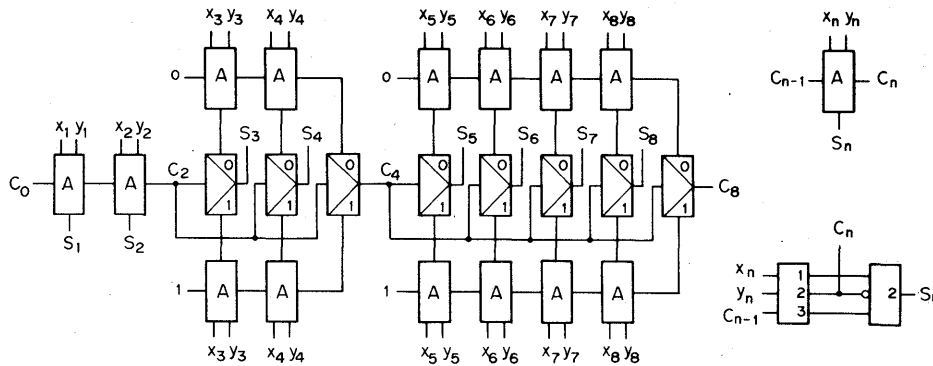 x3 y3 x4 y4 x5 y5 x6 y6 x7 y7 x8 y8 xn yn
0 A A 0 A A A A Cn-1 A Cn
Sn
x1 y1 x2 y2 S3 S4 S5 S6 S7 S8
C0 A A C2 0 1 0 1 0 1 C4 0 1 0 1 0 1 0 1 0 1 C8
S1 S2
1 A A 1 A A A A
x3 y3 x4 y4 x5 y5 x6 y6 x7 y7 x8 y8
Cn
xn 1
yn 2 2
Cn-1 3